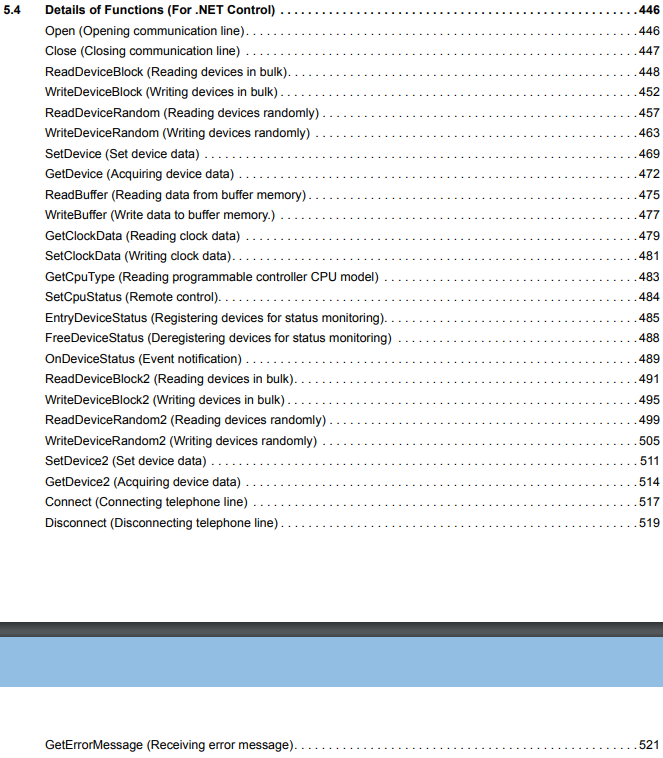 5.4 Details of Functions (For .NET Control) . . . . . . . . . . . . . . . . . . . . . . . . . . . . . . . . . . . . . . . . . . . . . . . . . . . . 446
Open (Opening communication line). . . . . . . . . . . . . . . . . . . . . . . . . . . . . . . . . . . . . . . . . . . . . . . . . . . . . . . . . 446
Close (Closing communication line) . . . . . . . . . . . . . . . . . . . . . . . . . . . . . . . . . . . . . . . . . . . . . . . . . . . . . . . . . 447
ReadDeviceBlock (Reading devices in bulk). . . . . . . . . . . . . . . . . . . . . . . . . . . . . . . . . . . . . . . . . . . . . . . . . . . 448
WriteDeviceBlock (Writing devices in bulk) . . . . . . . . . . . . . . . . . . . . . . . . . . . . . . . . . . . . . . . . . . . . . . . . . . . . 452
ReadDeviceRandom (Reading devices randomly) . . . . . . . . . . . . . . . . . . . . . . . . . . . . . . . . . . . . . . . . . . . . . . 457
WriteDeviceRandom (Writing devices randomly) . . . . . . . . . . . . . . . . . . . . . . . . . . . . . . . . . . . . . . . . . . . . . . . 463
SetDevice (Set device data) . . . . . . . . . . . . . . . . . . . . . . . . . . . . . . . . . . . . . . . . . . . . . . . . . . . . . . . . . . . . . . . 469
GetDevice (Acquiring device data) . . . . . . . . . . . . . . . . . . . . . . . . . . . . . . . . . . . . . . . . . . . . . . . . . . . . . . . . . . 472
ReadBuffer (Reading data from buffer memory) . . . . . . . . . . . . . . . . . . . . . . . . . . . . . . . . . . . . . . . . . . . . . . . . 475
WriteBuffer (Write data to buffer memory.) . . . . . . . . . . . . . . . . . . . . . . . . . . . . . . . . . . . . . . . . . . . . . . . . . . . . 477
GetClockData (Reading clock data) . . . . . . . . . . . . . . . . . . . . . . . . . . . . . . . . . . . . . . . . . . . . . . . . . . . . . . . . . 479
SetClockData (Writing clock data). . . . . . . . . . . . . . . . . . . . . . . . . . . . . . . . . . . . . . . . . . . . . . . . . . . . . . . . . . . 481
GetCpuType (Reading programmable controller CPU model) . . . . . . . . . . . . . . . . . . . . . . . . . . . . . . . . . . . . . 483
SetCpuStatus (Remote control). . . . . . . . . . . . . . . . . . . . . . . . . . . . . . . . . . . . . . . . . . . . . . . . . . . . . . . . . . . . . 484
EntryDeviceStatus (Registering devices for status monitoring). . . . . . . . . . . . . . . . . . . . . . . . . . . . . . . . . . . . . 485
FreeDeviceStatus (Deregistering devices for status monitoring) . . . . . . . . . . . . . . . . . . . . . . . . . . . . . . . . . . . 488
OnDeviceStatus (Event notification) . . . . . . . . . . . . . . . . . . . . . . . . . . . . . . . . . . . . . . . . . . . . . . . . . . . . . . . . . 489
ReadDeviceBlock2 (Reading devices in bulk). . . . . . . . . . . . . . . . . . . . . . . . . . . . . . . . . . . . . . . . . . . . . . . . . . 491
WriteDeviceBlock2 (Writing devices in bulk) . . . . . . . . . . . . . . . . . . . . . . . . . . . . . . . . . . . . . . . . . . . . . . . . . . . 495
ReadDeviceRandom2 (Reading devices randomly) . . . . . . . . . . . . . . . . . . . . . . . . . . . . . . . . . . . . . . . . . . . . . 499
WriteDeviceRandom2 (Writing devices randomly) . . . . . . . . . . . . . . . . . . . . . . . . . . . . . . . . . . . . . . . . . . . . . . 505
SetDevice2 (Set device data) . . . . . . . . . . . . . . . . . . . . . . . . . . . . . . . . . . . . . . . . . . . . . . . . . . . . . . . . . . . . . . 511
GetDevice2 (Acquiring device data) . . . . . . . . . . . . . . . . . . . . . . . . . . . . . . . . . . . . . . . . . . . . . . . . . . . . . . . . . 514
Connect (Connecting telephone line) . . . . . . . . . . . . . . . . . . . . . . . . . . . . . . . . . . . . . . . . . . . . . . . . . . . . . . . . 517
Disconnect (Disconnecting telephone line) . . . . . . . . . . . . . . . . . . . . . . . . . . . . . . . . . . . . . . . . . . . . . . . . . . . . 519
GetErrorMessage (Receiving error message). . . . . . . . . . . . . . . . . . . . . . . . . . . . . . . . . . . . . . . . . . . . . . . . . . 521